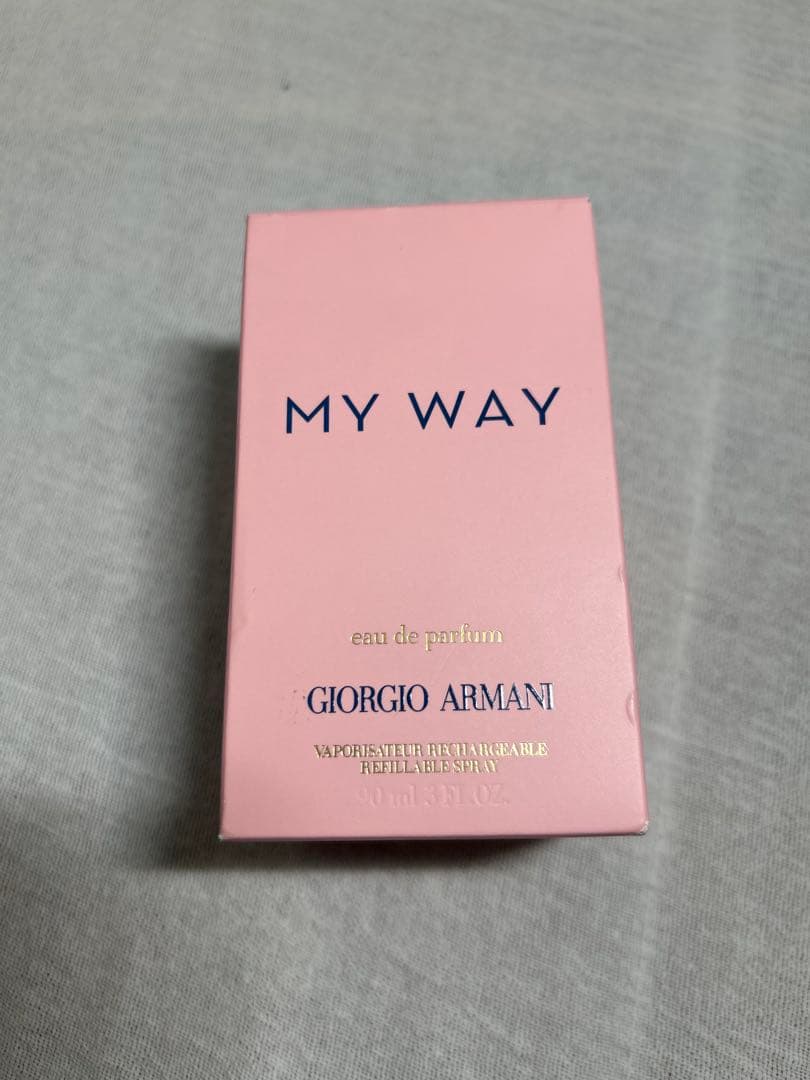 MY WAY
eau de parfum
GIORGIO ARMANI
VAPORISATEUR RECHARGEABLE
REFILLABLE SPRAY
90 ml 3 FL.OZ.